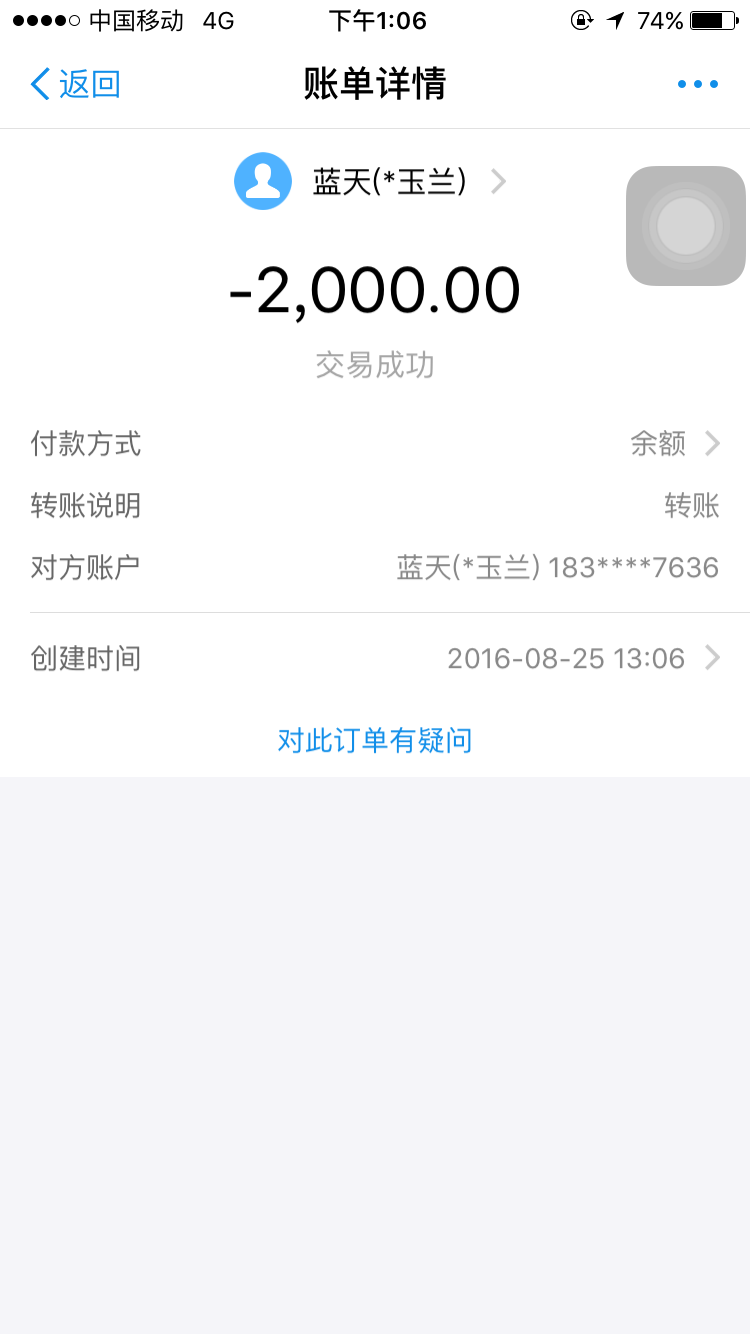 中国移动 4G 下午1:06 74%
返回 账单详情
蓝天(*玉兰)
-2,000.00
交易成功
付款方式 余额
转账说明 转账
对方账户 蓝天(*玉兰) 183****7636
创建时间 2016-08-25 13:06
对此订单有疑问